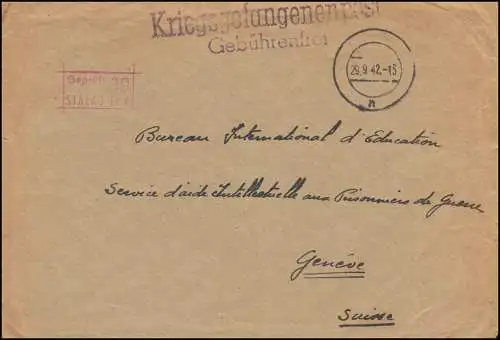 Kriegsgefangenenpost
Gebührenfrei
29.9.42.-15
n
Geprüft
36
STALAG
Bureau International d'Education
Service d'aide Intellectuelle aux Prisonniers de Guerre
Genève
Suisse